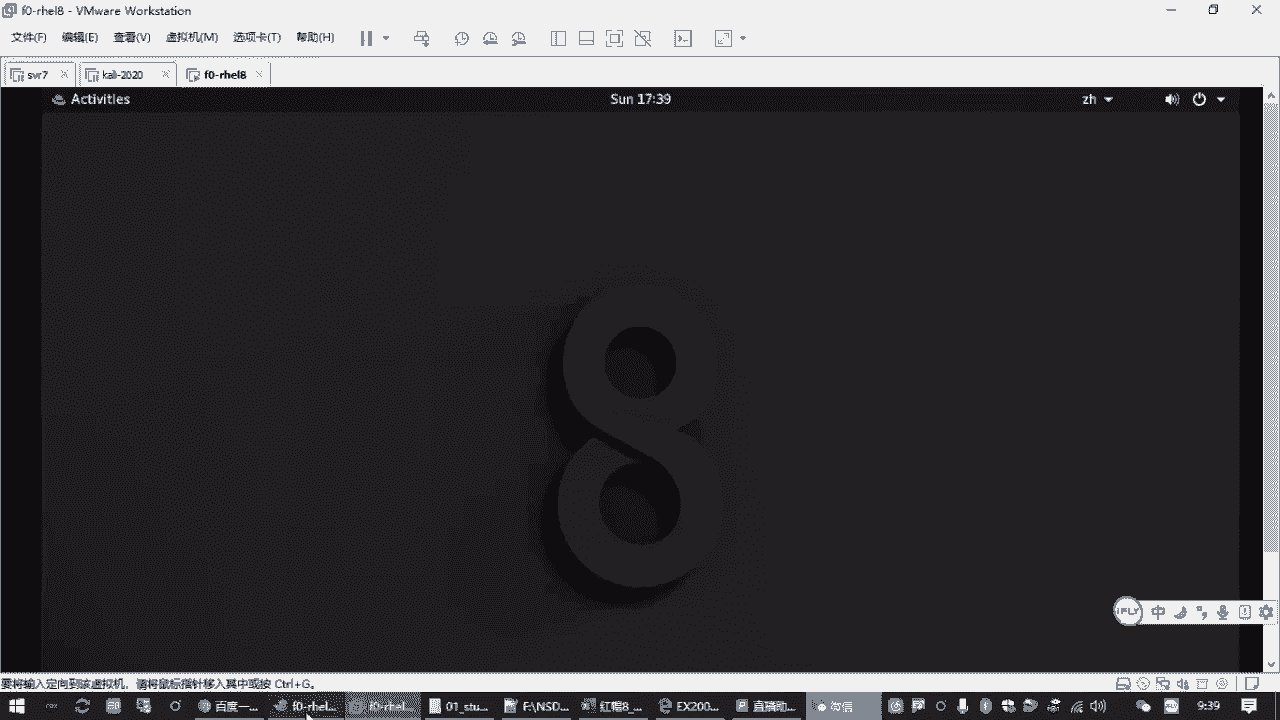 f0-rhel8 - VMware Workstation
文件(F) 编辑(E) 查看(V) 虚拟机(M) 选项卡(T) 帮助(H)
svr7 kali-2020 f0-rhel8
Activities Sun 17:39 zh
8
iFLY 中
要将输入定向到该虚拟机，请将鼠标指针移入其中或按 Ctrl+G。
百度一... f0-rhel... f0-rhel... 01_stu... F:\NSD... 红帽8_... EX200... 直播间... 微信 9:39